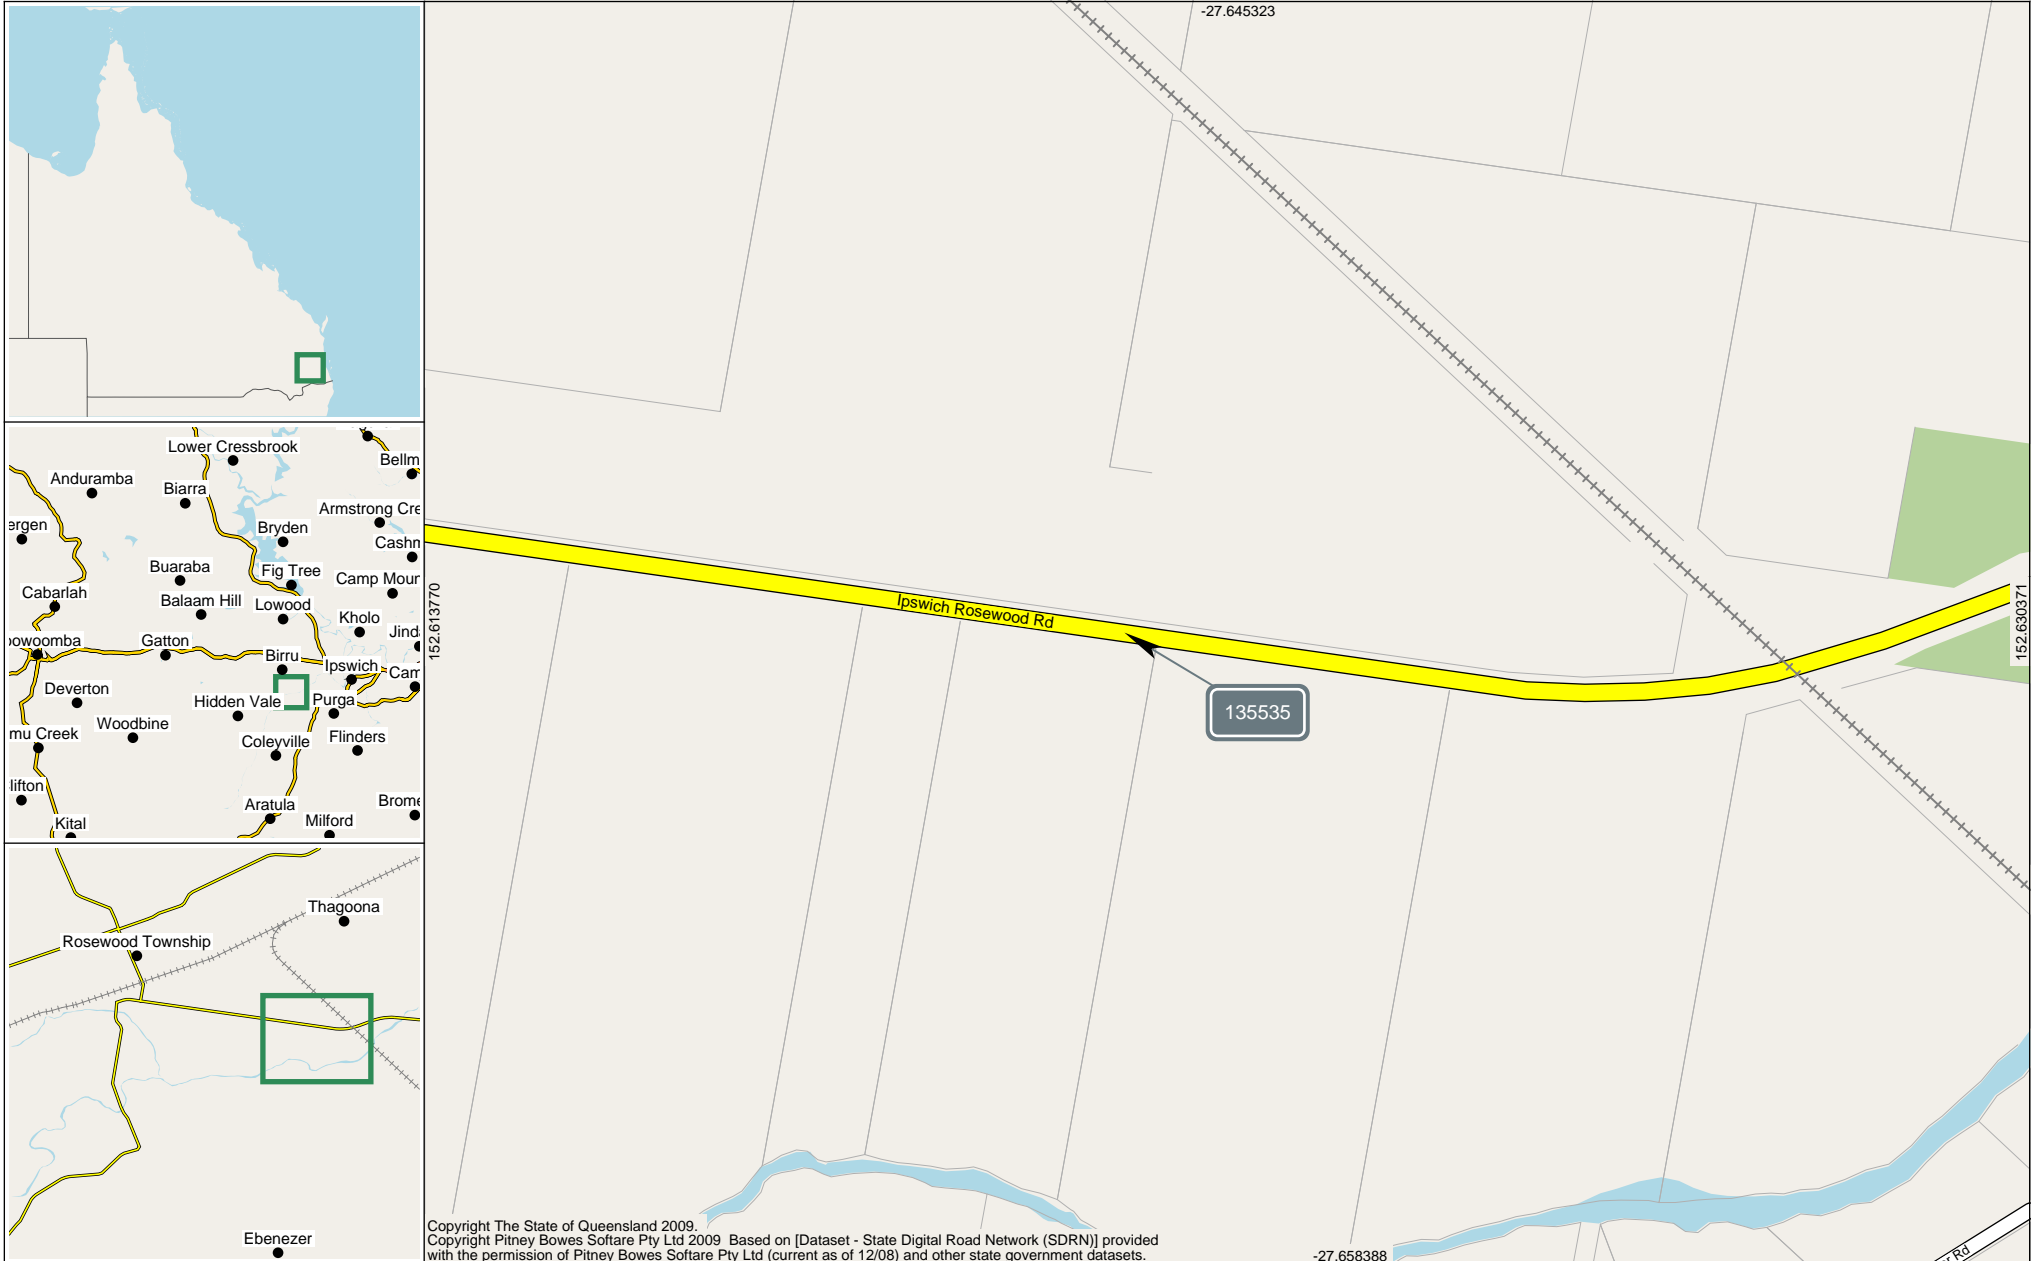 -27.645323
Lower Cressbrook
Bellm
Anduramba
Biarra
Armstrong Cre
ergen
Bryden
Cashm
Buaraba
Fig Tree
Camp Moun
Cabarlah
Balaam Hill
Lowood
Kholo
Jind
oowoomba
Gatton
Birru
Ipswich
Cam
Deverton
Hidden Vale
Purga
mu Creek
Woodbine
Coleyville
Flinders
lifton
Aratula
Brome
Kital
Milford
152.613770
Ipswich Rosewood Rd
152.630371
135535
Thagoona
Rosewood Township
Ebenezer
Copyright The State of Queensland 2009.
Copyright Pitney Bowes Softare Pty Ltd 2009 Based on [Dataset - State Digital Road Network (SDRN)] provided
with the permission of Pitney Bowes Softare Pty Ltd (current as of 12/08) and other state government datasets.
-27.658388
r Rd